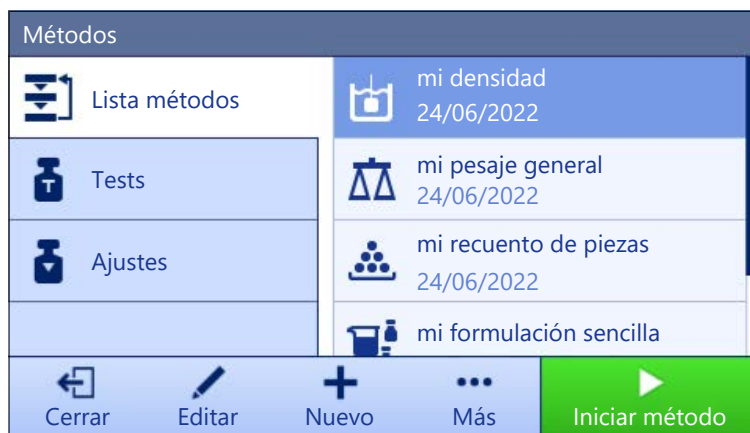 Métodos
Lista métodos
Tests
Ajustes
mi densidad
24/06/2022
mi pesaje general
24/06/2022
mi recuento de piezas
24/06/2022
mi formulación sencilla
Cerrar
Editar
Nuevo
Más
Iniciar método